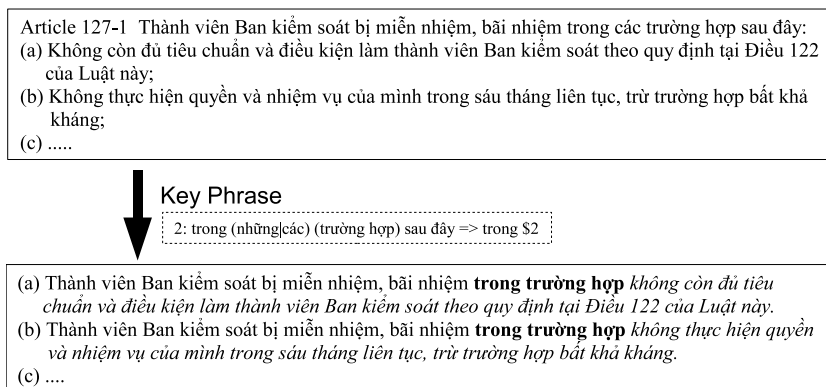 Article 127-1 Thành viên Ban kiểm soát bị miễn nhiệm, bãi nhiệm trong các trường hợp sau đây:
(a) Không còn đủ tiêu chuẩn và điều kiện làm thành viên Ban kiểm soát theo quy định tại Điều 122
của Luật này;
(b) Không thực hiện quyền và nhiệm vụ của mình trong sáu tháng liên tục, trừ trường hợp bất khả
kháng;
(c) .....
Key Phrase
2: trong (những|các) (trường hợp) sau đây => trong $2
(a) Thành viên Ban kiểm soát bị miễn nhiệm, bãi nhiệm trong trường hợp không còn đủ tiêu
chuẩn và điều kiện làm thành viên Ban kiểm soát theo quy định tại Điều 122 của Luật này.
(b) Thành viên Ban kiểm soát bị miễn nhiệm, bãi nhiệm trong trường hợp không thực hiện quyền
và nhiệm vụ của mình trong sáu tháng liên tục, trừ trường hợp bất khả kháng.
(c) ....